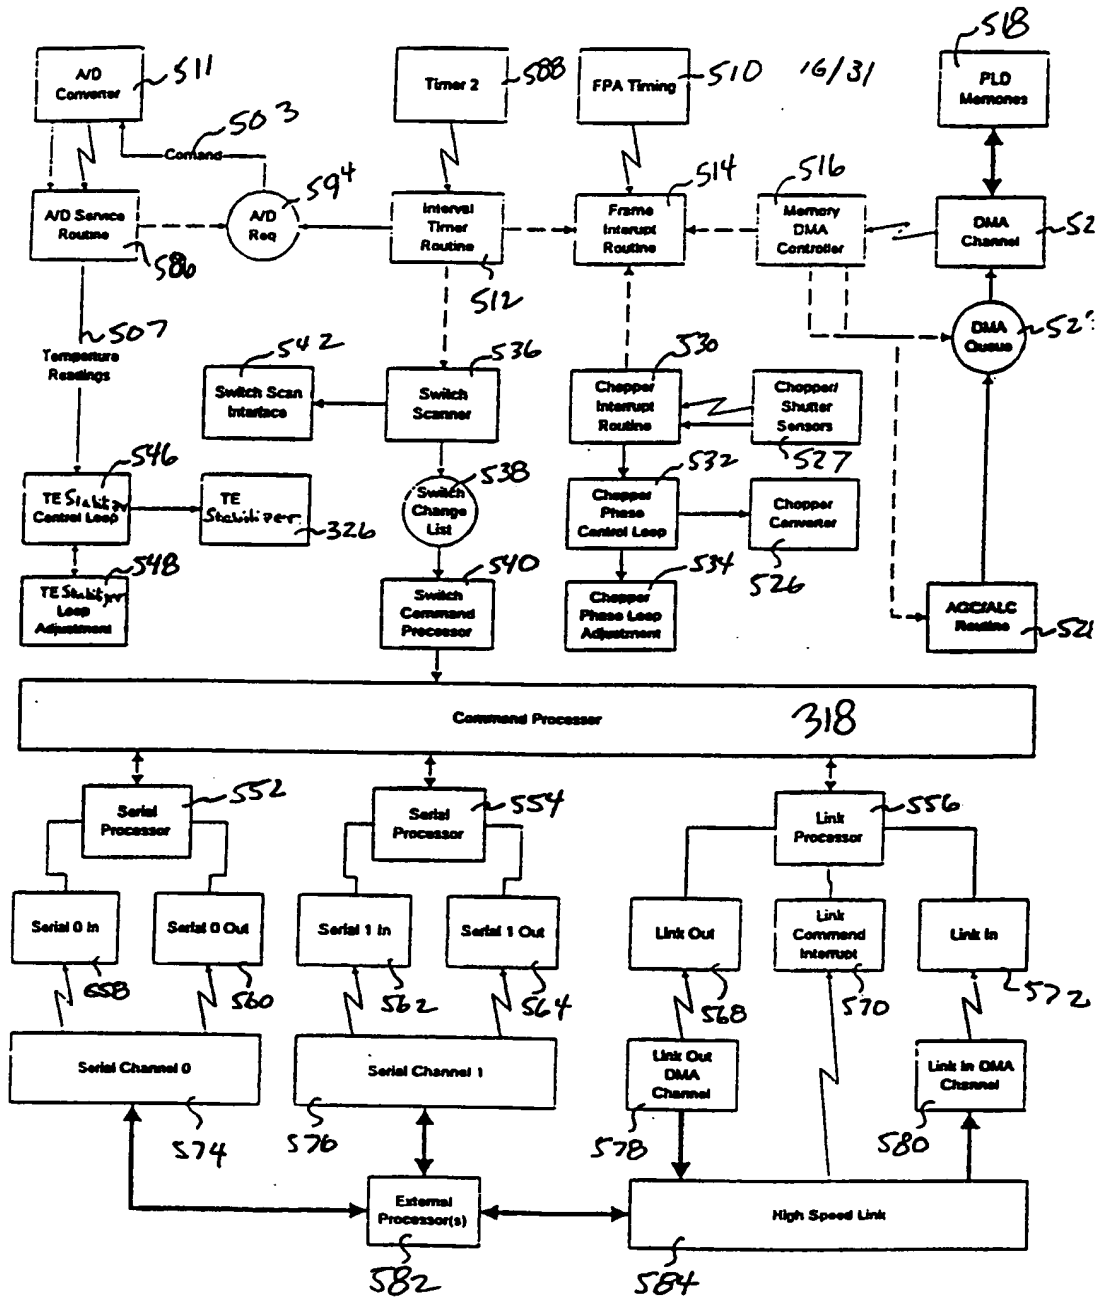 511
A/D
Converter
Timer 2
588
FPA Timing
510
16/31
518
PLD
Memories
Comand
503
A/D Service
Routine
586
A/D
Req
594
Interval
Timer
Routine
512
Frame
Interupt
Routine
514
Memory
DMA
Controller
516
DMA
Channel
52
507
Temperture
Readings
542
Switch Scan
Interface
Switch
Scanner
536
Chopper
Interrupt
Routine
530
Chopper/
Shutter
Sensors
527
DMA
Queue
52
546
TE Stabilizer
Control Loop
TE
Stabilizer
326
538
Switch
Change
List
532
Chopper
Phase
Control Loop
Chopper
Converter
526
548
TE Stabilizer
Loop
Adjustment
540
Switch
Command
Processor
534
Chopper
Phase Loop
Adjustment
AGC/ALC
Routine
521
Command Processor
318
Serial
Processor
552
Serial
Processor
554
Link
Processor
556
Serial 0 In
658
Serial 0 Out
560
Serial 1 In
562
Serial 1 Out
564
Link Out
568
Link
Command
Interrupt
570
Link In
572
Serial Channel 0
574
Serial Channel 1
576
Link Out
DMA
Channel
578
Link In DMA
Channel
580
External
Processor(s)
582
High Speed Link
584